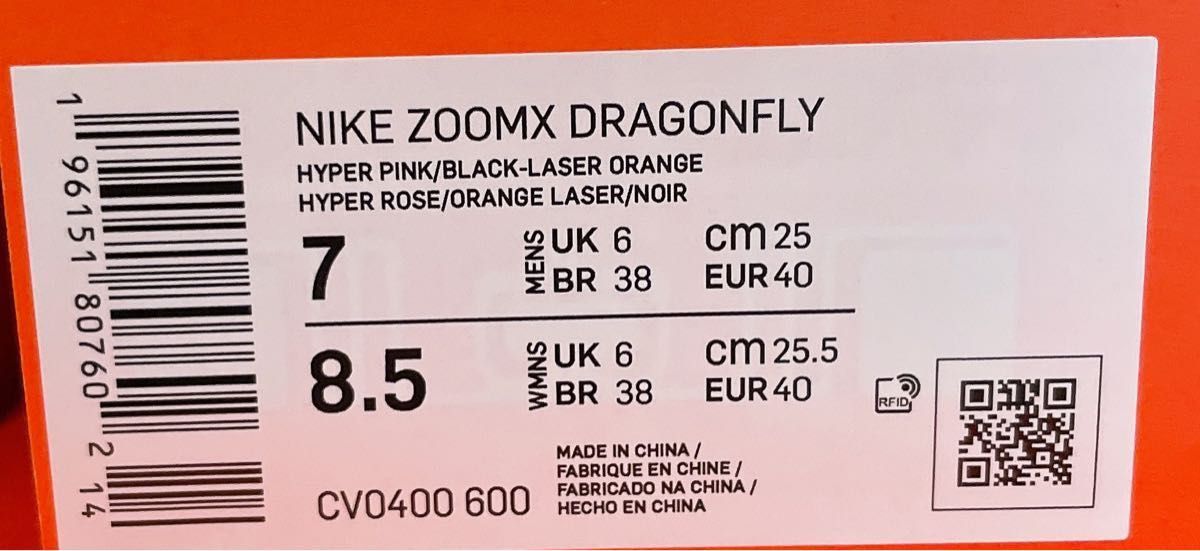 NIKE ZOOMX DRAGONFLY
HYPER PINK/BLACK-LASER ORANGE
HYPER ROSE/ORANGE LASER/NOIR
7
MENS
UK 6 cm 25
BR 38 EUR 40
8.5
WMNS
UK 6 cm 25.5
BR 38 EUR 40
RFID
MADE IN CHINA /
FABRIQUE EN CHINE /
FABRICADO NA CHINA /
HECHO EN CHINA
CV0400 600
1 96151 80760 2 14